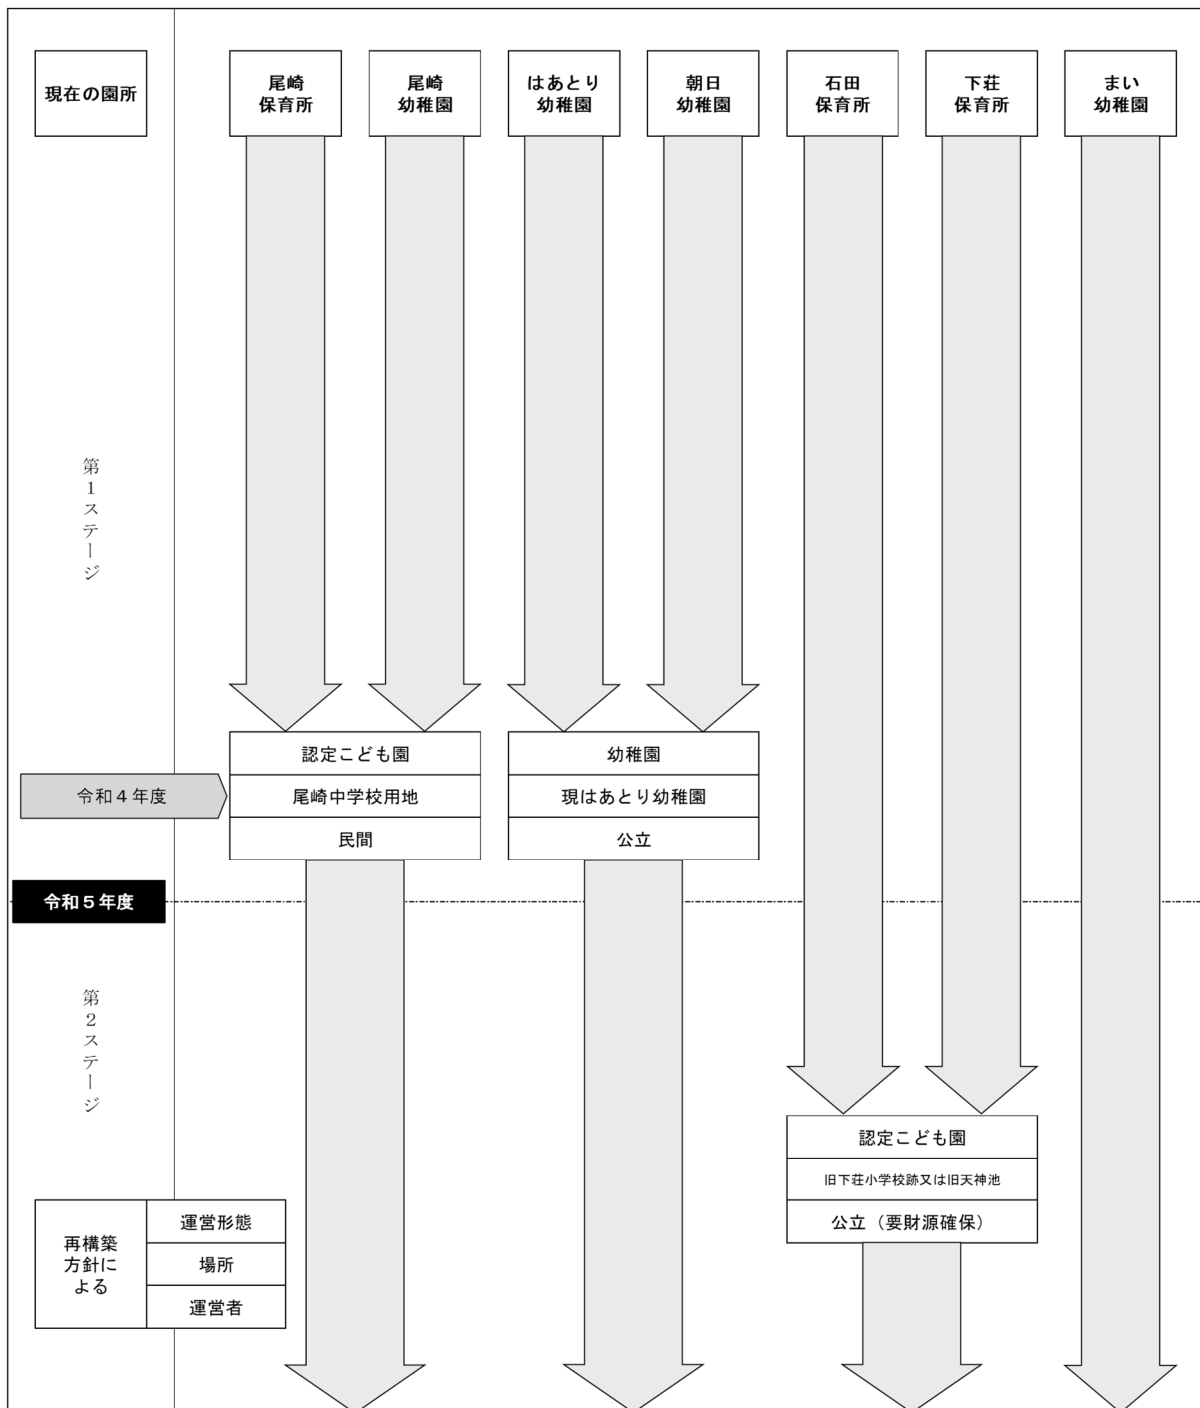 現在の園所
尾崎
保育所
尾崎
幼稚園
はあとり
幼稚園
朝日
幼稚園
石田
保育所
下荘
保育所
まい
幼稚園
第1ステージ
認定こども園
尾崎中学校用地
民間
幼稚園
現はあとり幼稚園
公立
令和4年度
令和5年度
第2ステージ
認定こども園
旧下荘小学校跡又は旧天神池
公立（要財源確保）
再構築
方針に
よる
運営形態
場所
運営者